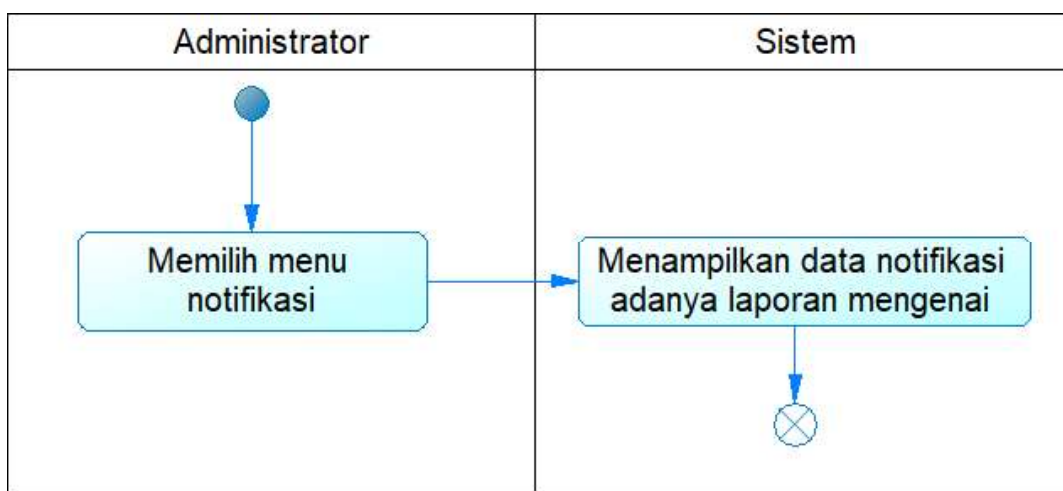 Administrator
Sistem
Memilih menu
notifikasi
Menampilkan data notifikasi
adanya laporan mengenai